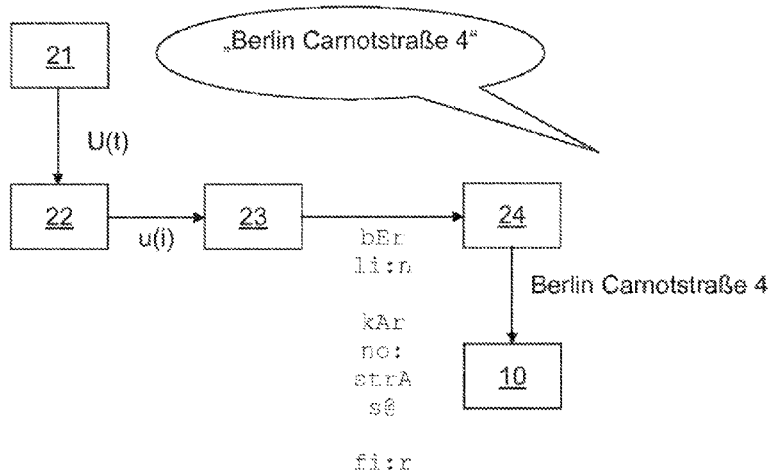 „Berlin Carnotstraße 4“
21
U(t)
22
u(i)
23
24
bEr
li:n
kAr
no:
strA
s@
fi:r
Berlin Carnotstraße 4
10